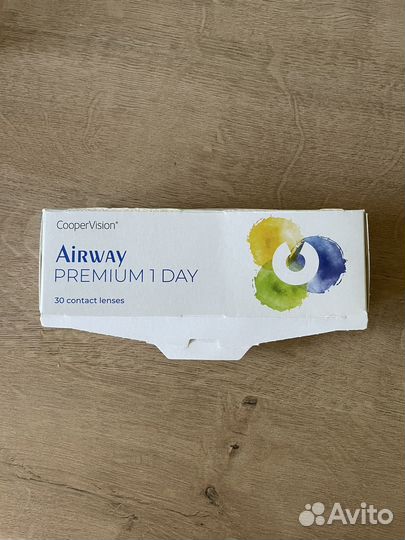 CooperVision®
AIRWAY
PREMIUM 1 DAY
30 contact lenses
Avito